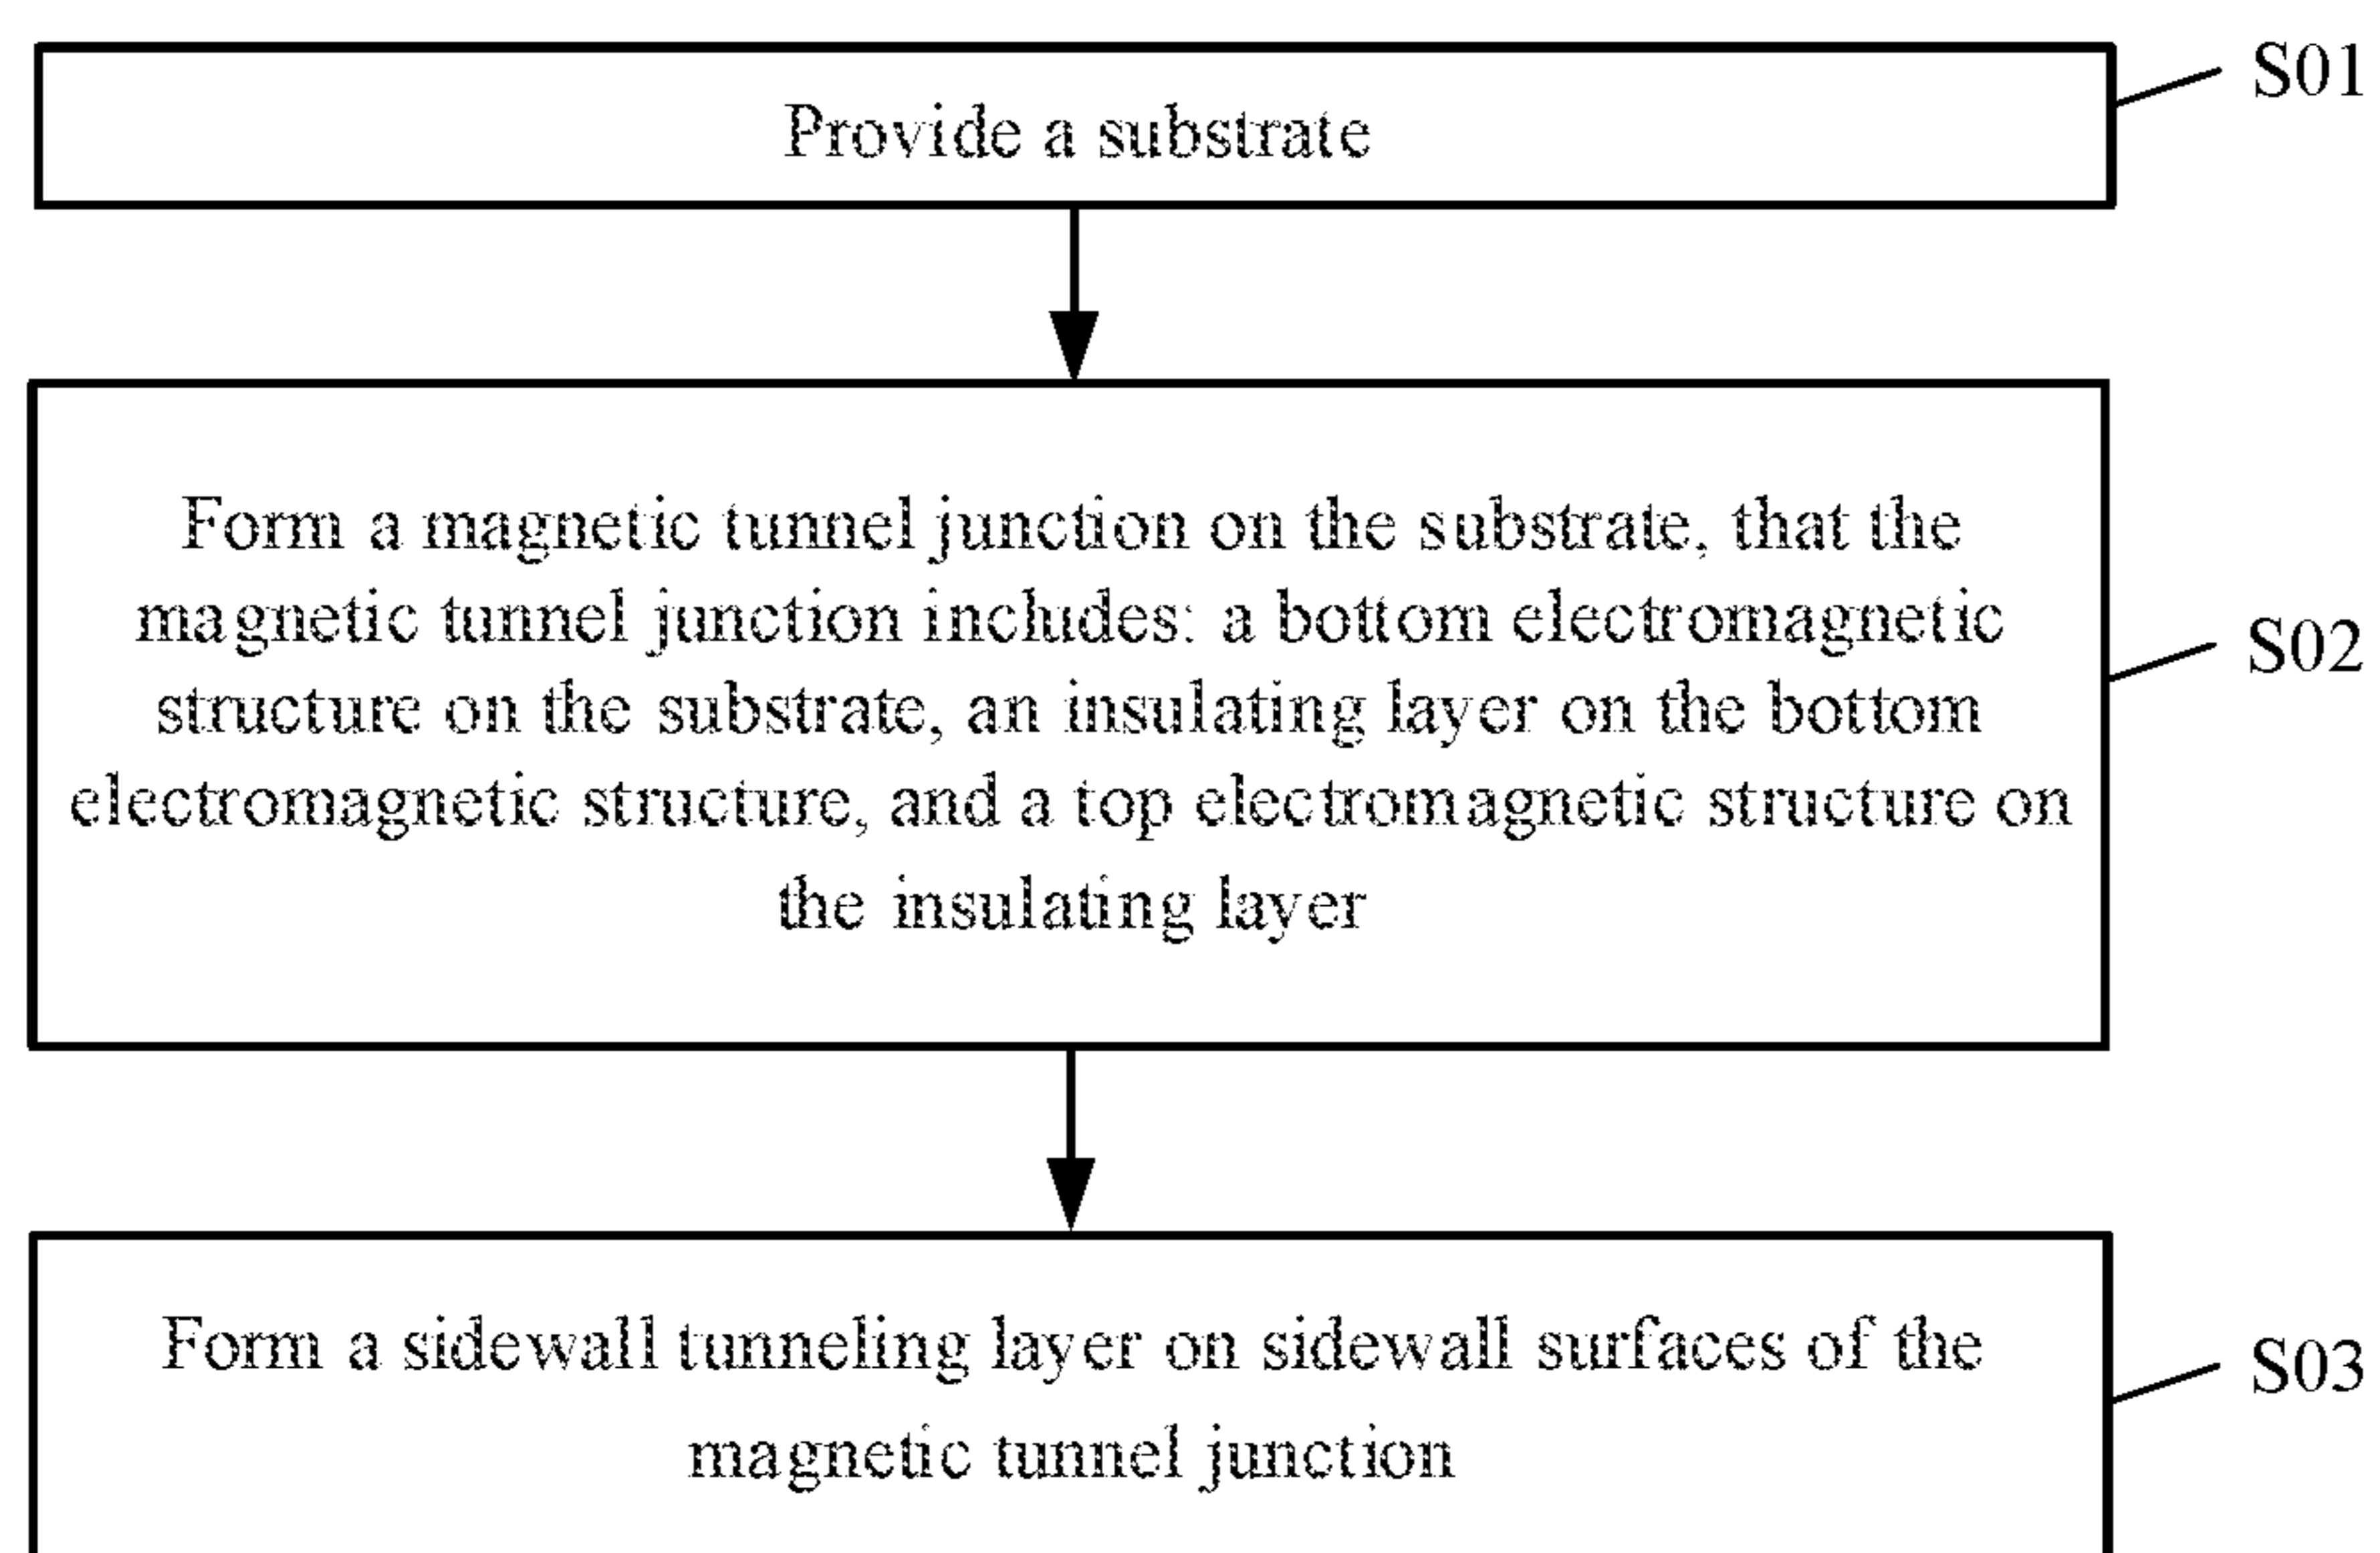 S01
Provide a substrate
Form a magnetic tunnel junction on the substrate, that the
magnetic tunnel junction includes: a bottom electromagnetic
structure on the substrate, an insulating layer on the bottom
electromagnetic structure, and a top electromagnetic structure on
the insulating layer
S02
Form a sidewall tunneling layer on sidewall surfaces of the
magnetic tunnel junction
S03